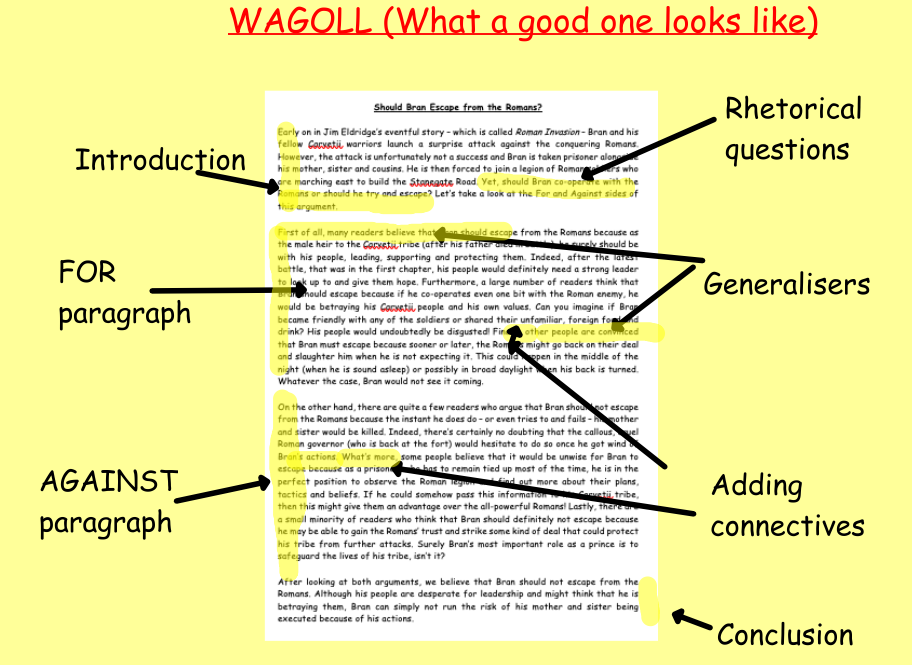 WAGOLL (What a good one looks like)
Introduction
FOR
paragraph
AGAINST
paragraph
Should Bran Escape from the Romans?
Early on in Jim Eldridge's eventful story – which is called Roman Invasion – Bran and his
fellow Carvetii warriors launch a surprise attack against the conquering Romans.
However, the attack is unfortunately not a success and Bran is taken prisoner alongside
his mother, sister and cousins. He is then forced to join a legion of Roman soldiers who
are marching east to build the Stanegate Road. Yet, should Bran co-operate with the
Romans or should he try and escape? Let's take a look at the For and Against sides of
this argument.
First of all, many readers believe that Bran should escape from the Romans because as
the male heir to the Carvetii tribe (after his father died in battle), he surely should be
with his people, leading, supporting and protecting them. Indeed, after the latest
battle, that was in the first chapter, his people would definitely need a strong leader
to look up to and give them hope. Furthermore, a large number of readers think that
Bran should escape because if he co-operates even one bit with the Roman enemy, he
would be betraying his Carvetii people and his own values. Can you imagine if Bran
became friendly with any of the soldiers or shared their unfamiliar, foreign food and
drink? His people would undoubtedly be disgusted! Finally, other people are convinced
that Bran must escape because sooner or later, the Romans might go back on their deal
and slaughter him when he is not expecting it. This could happen in the middle of the
night (when he is sound asleep) or possibly in broad daylight when his back is turned.
Whatever the case, Bran would not see it coming.
On the other hand, there are quite a few readers who argue that Bran should not escape
from the Romans because the instant he does do – or even tries to and fails – his mother
and sister would be killed. Indeed, there's certainly no doubting that the callous, cruel
Roman governor (who is back at the fort) would hesitate to do so once he got wind of
Bran's actions. What's more, some people believe that it would be unwise for Bran to
escape because as a prisoner he has to remain tied up most of the time, he is in the
perfect position to observe the Roman legion and find out more about their plans,
tactics and beliefs. If he could somehow pass this information to his Carvetii tribe,
then this might give them an advantage over the all-powerful Romans! Lastly, there are
a small minority of readers who think that Bran should definitely not escape because
he may be able to gain the Romans' trust and strike some kind of deal that could protect
his tribe from further attacks. Surely Bran's most important role as a prince is to
safeguard the lives of his tribe, isn't it?
After looking at both arguments, we believe that Bran should not escape from the
Romans. Although his people are desperate for leadership and might think that he is
betraying them, Bran can simply not run the risk of his mother and sister being
executed because of his actions.
Rhetorical
questions
Generalisers
Adding
connectives
Conclusion